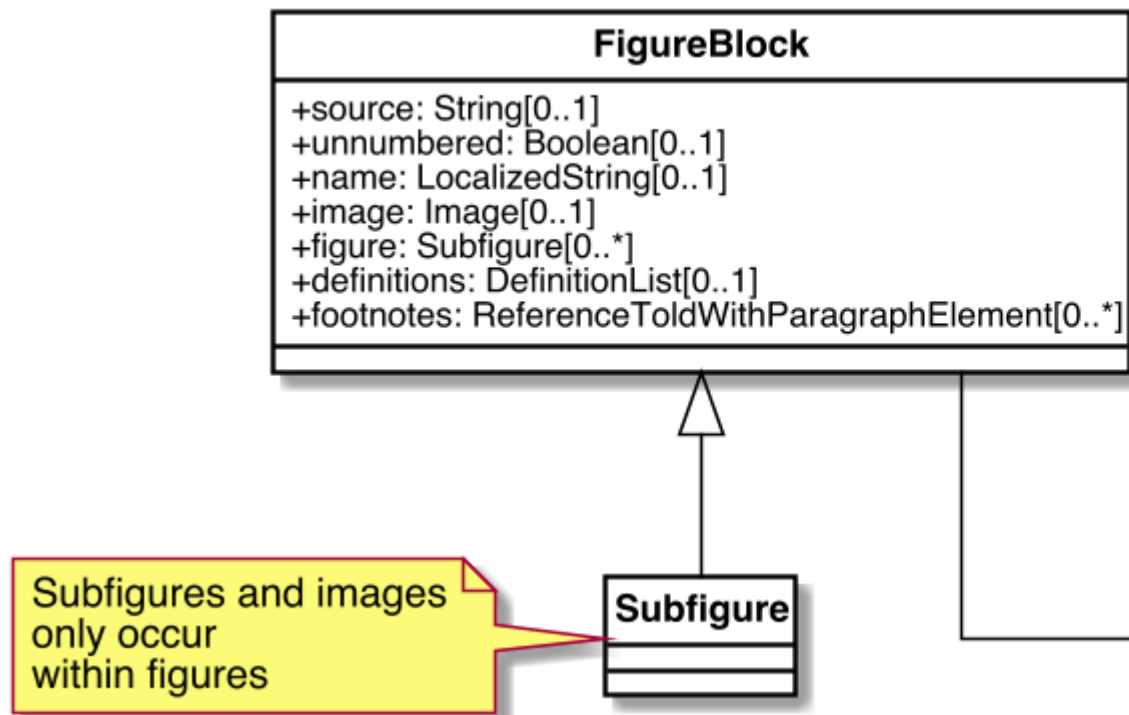 FigureBlock
+source: String[0..1]
+unnumbered: Boolean[0..1]
+name: LocalizedString[0..1]
+image: Image[0..1]
+figure: Subfigure[0..*]
+definitions: DefinitionList[0..1]
+footnotes: ReferenceToIdWithParagraphElement[0..*]
Subfigures and images
only occur
within figures
Subfigure